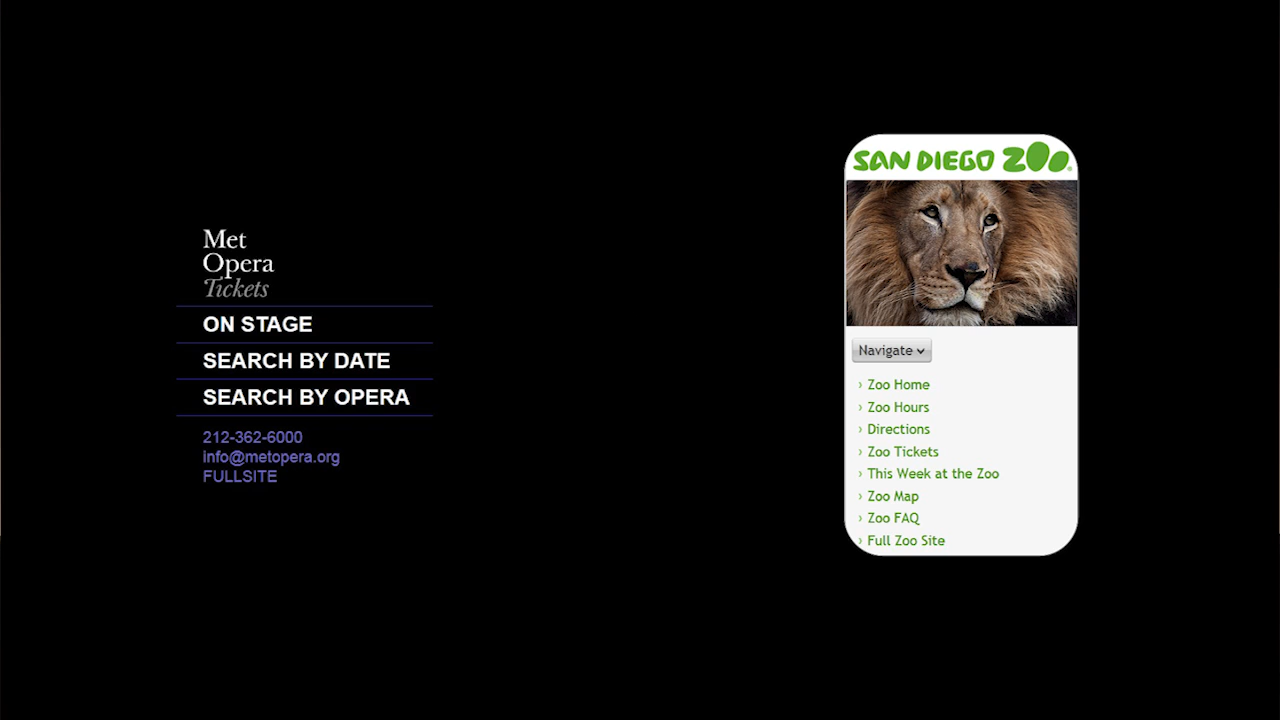 Met
Opera
Tickets
ON STAGE
SEARCH BY DATE
SEARCH BY OPERA
212-362-6000
info@metopera.org
FULLSITE
SAN DIEGO ZOO
Navigate
Zoo Home
Zoo Hours
Directions
Zoo Tickets
This Week at the Zoo
Zoo Map
Zoo FAQ
Full Zoo Site